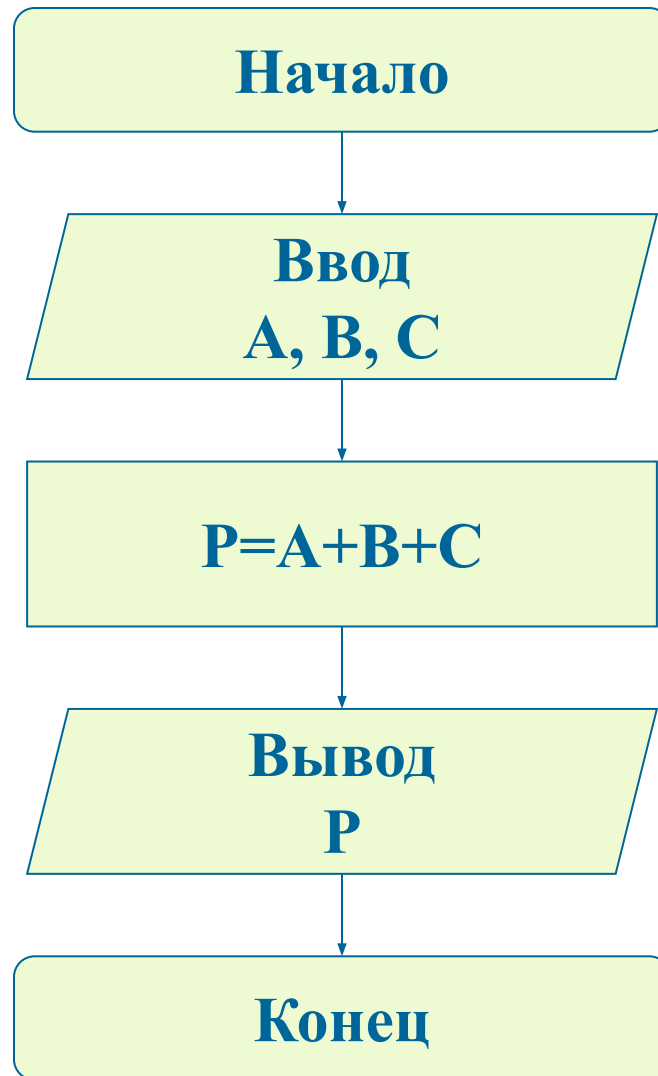 Начало
Ввод
A, B, C
P=A+B+C
Вывод
P
Конец